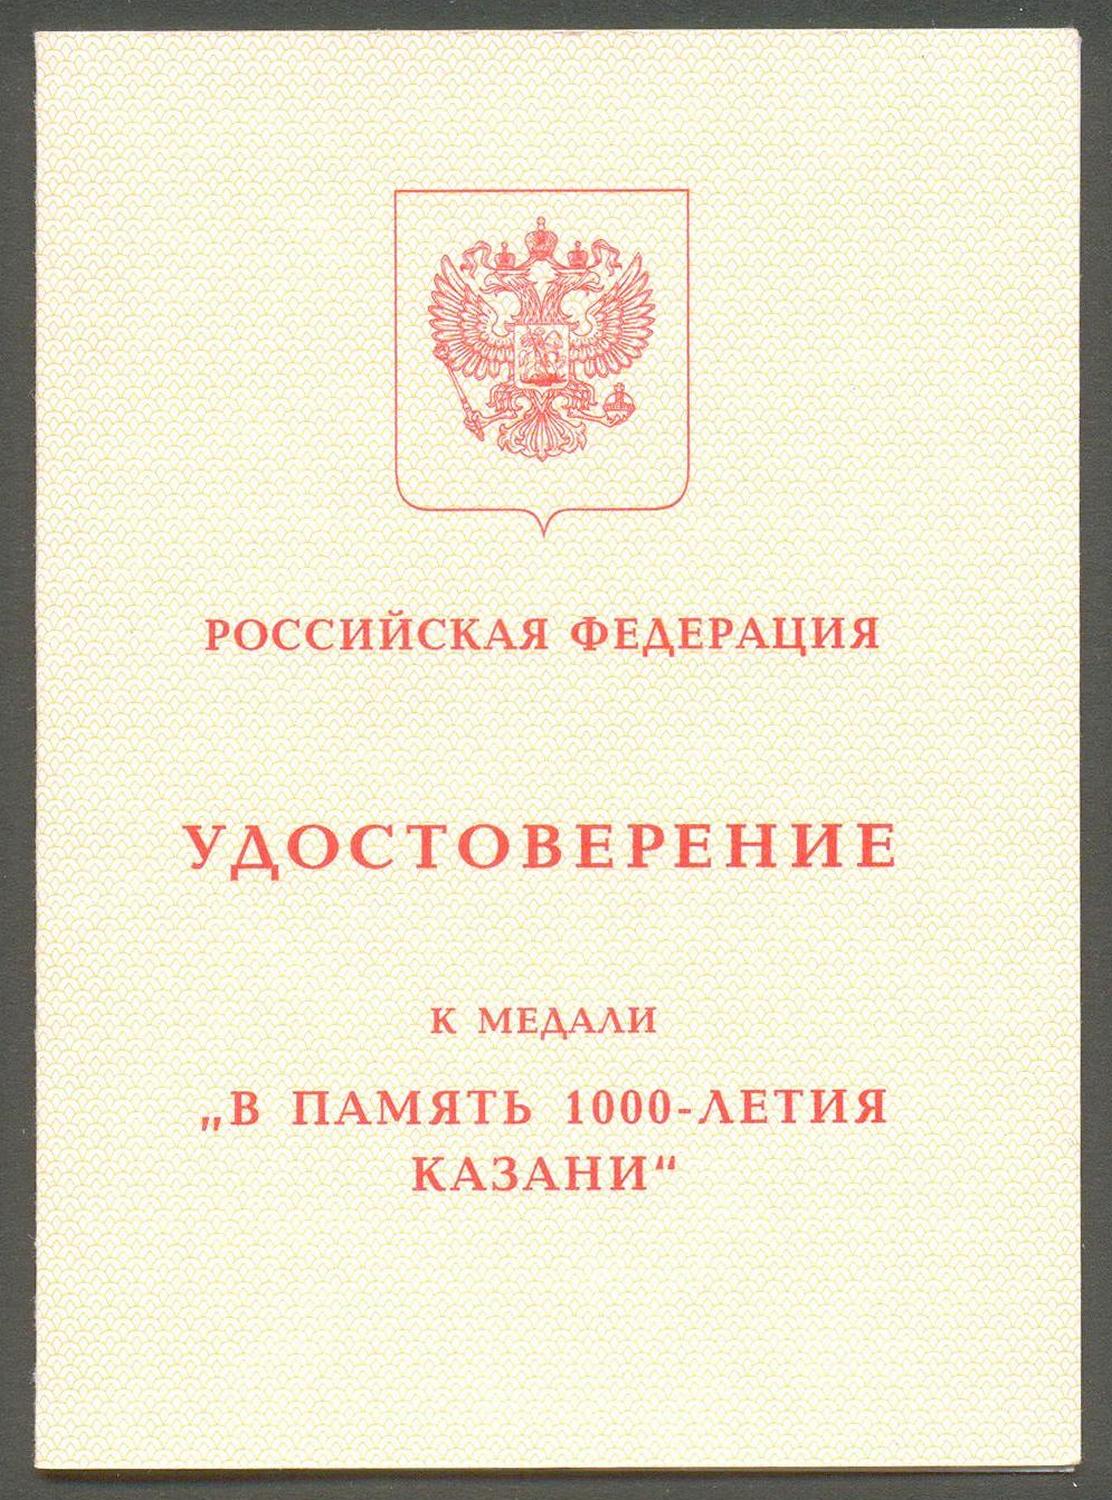 РОССИЙСКАЯ ФЕДЕРАЦИЯ
УДОСТОВЕРЕНИЕ
К МЕДАЛИ
„В ПАМЯТЬ 1000-ЛЕТИЯ
КАЗАНИ“